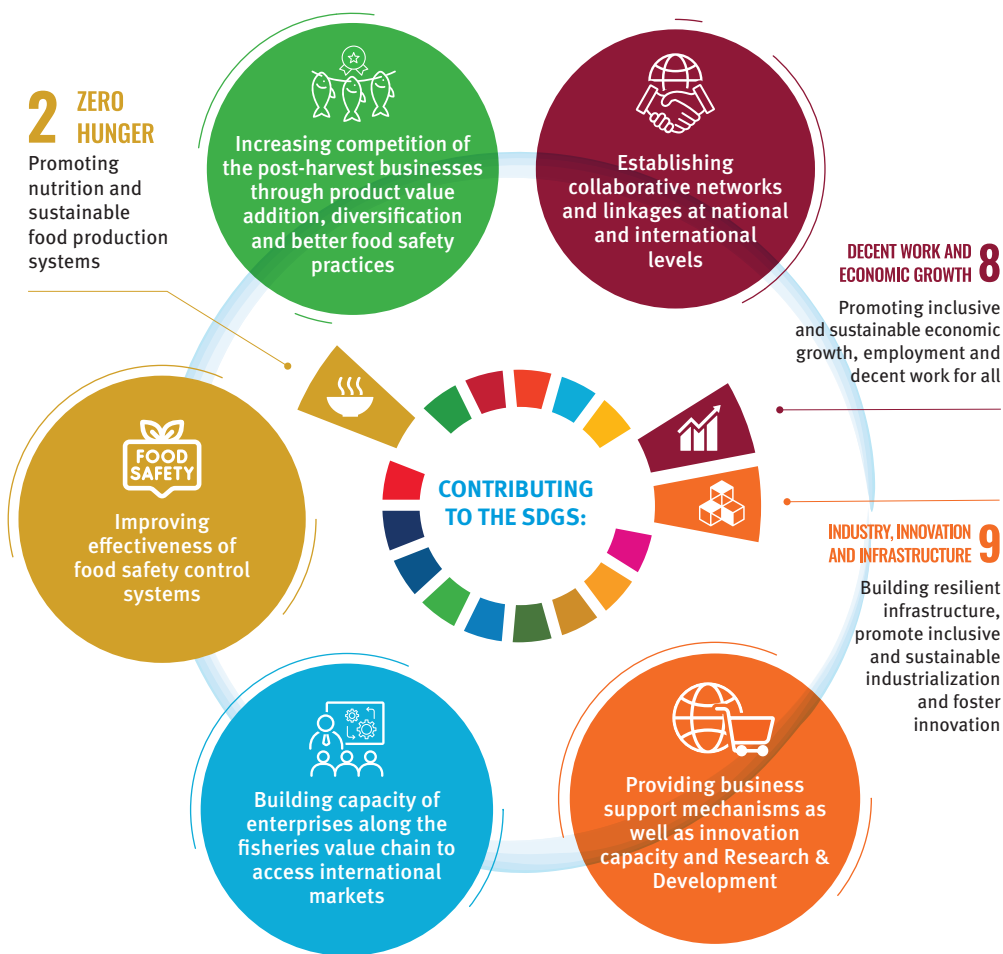 2 ZERO
HUNGER
Promoting
nutrition and
sustainable
food production
systems
Increasing competition of
the post-harvest businesses
through product value
addition, diversification
and better food safety
practices
Establishing
collaborative networks
and linkages at national
and international
levels
DECENT WORK AND
ECONOMIC GROWTH 8
Promoting inclusive
and sustainable economic
growth, employment and
decent work for all
FOOD
SAFETY
Improving
effectiveness of
food safety control
systems
CONTRIBUTING
TO THE SDGS:
INDUSTRY, INNOVATION
AND INFRASTRUCTURE 9
Building resilient
infrastructure,
promote inclusive
and sustainable
industrialization
and foster
innovation
Building capacity of
enterprises along the
fisheries value chain to
access international
markets
Providing business
support mechanisms as
well as innovation
capacity and Research &
Development